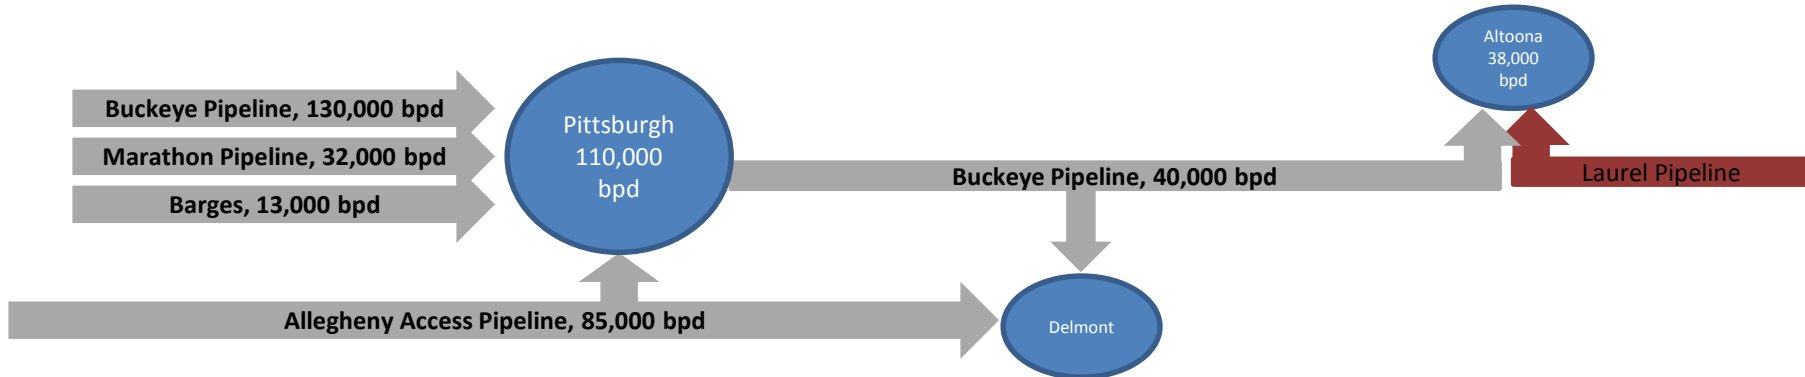 Buckeye Pipeline, 130,000 bpd
Marathon Pipeline, 32,000 bpd
Barges, 13,000 bpd
Pittsburgh
110,000
bpd
Buckeye Pipeline, 40,000 bpd
Altoona
38,000
bpd
Laurel Pipeline
Allegheny Access Pipeline, 85,000 bpd
Delmont